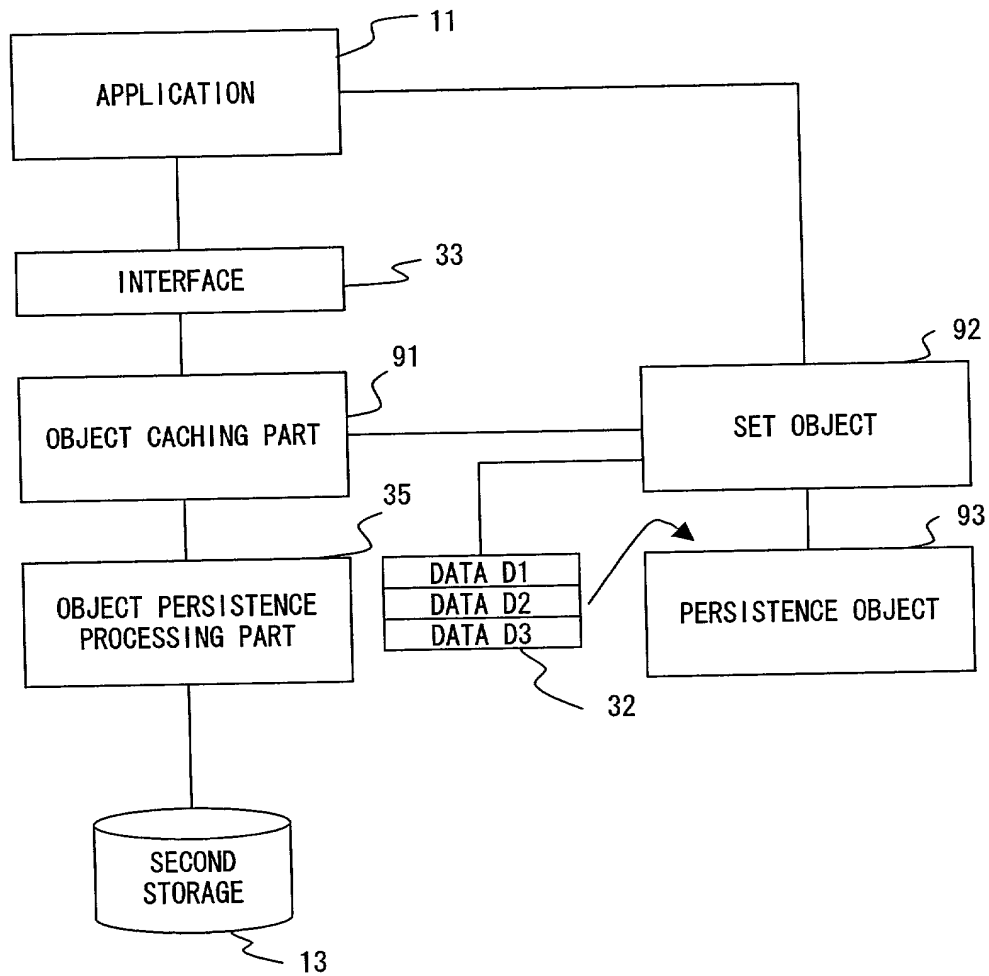 11
APPLICATION
INTERFACE
33
91
92
OBJECT CACHING PART
SET OBJECT
35
93
OBJECT PERSISTENCE
PROCESSING PART
DATA D1
DATA D2
DATA D3
PERSISTENCE OBJECT
32
SECOND
STORAGE
13